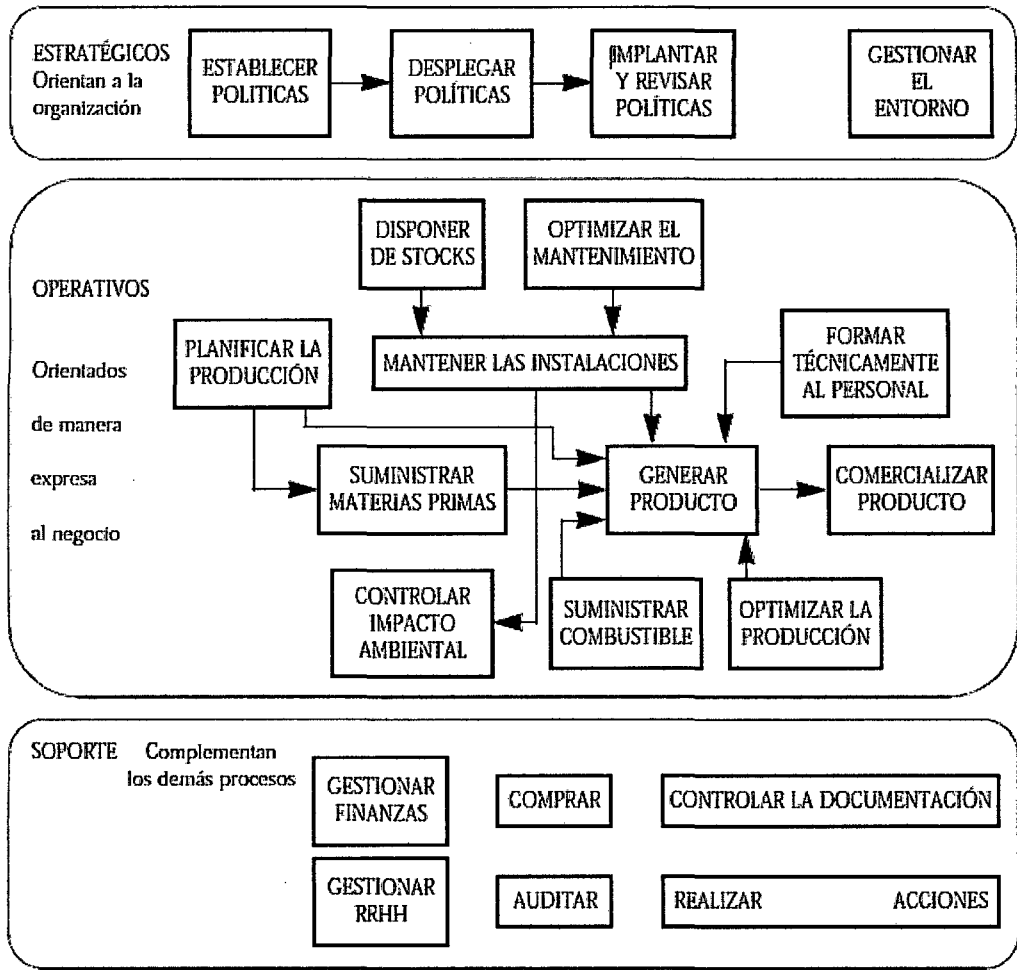 ESTRATÉGICOS
Orientan a la
organización
ESTABLECER
POLITICAS
DESPLEGAR
POLÍTICAS
IMPLANTAR
Y REVISAR
POLÍTICAS
GESTIONAR
EL
ENTORNO
OPERATIVOS
Orientados
de manera
expresa
al negocio
DISPONER
DE STOCKS
OPTIMIZAR EL
MANTENIMIENTO
PLANIFICAR LA
PRODUCCIÓN
MANTENER LAS INSTALACIONES
FORMAR
TÉCNICAMENTE
AL PERSONAL
SUMINISTRAR
MATERIAS PRIMAS
GENERAR
PRODUCTO
COMERCIALIZAR
PRODUCTO
CONTROLAR
IMPACTO
AMBIENTAL
SUMINISTRAR
COMBUSTIBLE
OPTIMIZAR LA
PRODUCCIÓN
SOPORTE Complementan
los demás procesos
GESTIONAR
FINANZAS
COMPRAR
CONTROLAR LA DOCUMENTACIÓN
GESTIONAR
RRHH
AUDITAR
REALIZAR ACCIONES